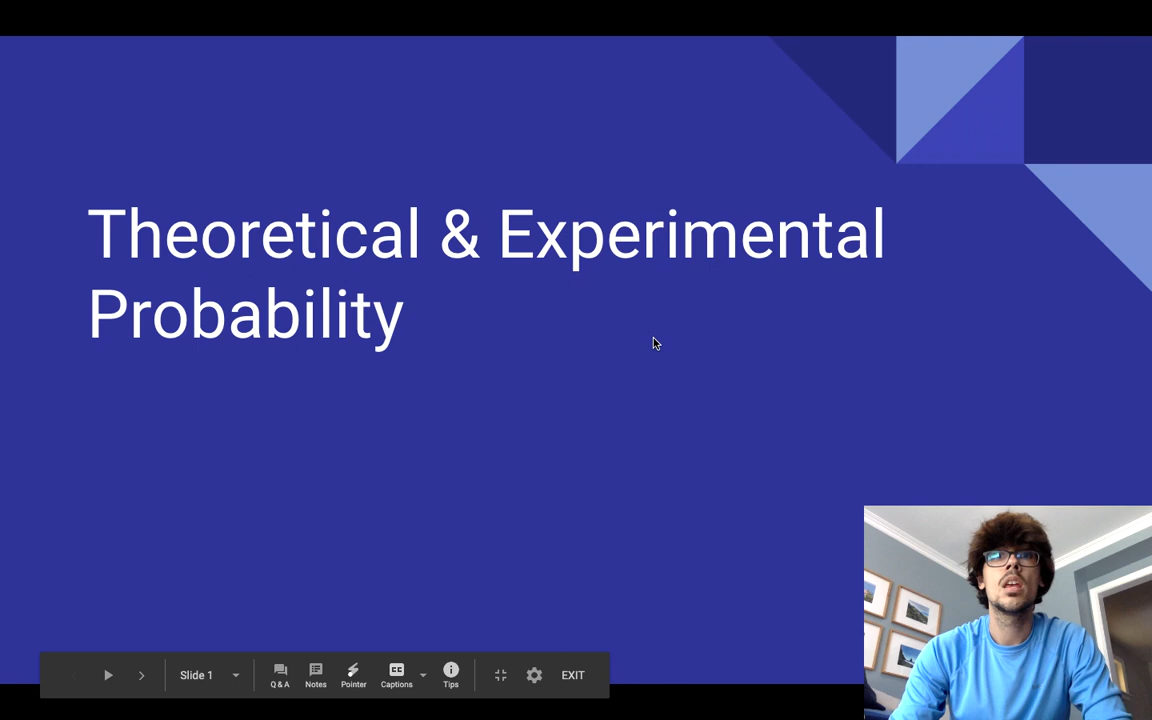 Theoretical & Experimental
Probability
Slide 1
Q & A
Notes
Pointer
Captions
Tips
EXIT